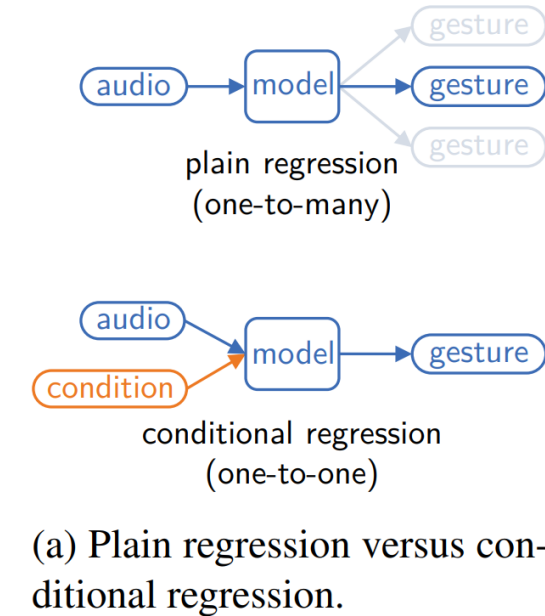 gesture
audio
model
gesture
gesture
plain regression
(one-to-many)
audio
model
gesture
condition
conditional regression
(one-to-one)
(a) Plain regression versus con-
ditional regression.